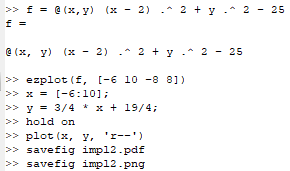 >> f = @(x,y) (x - 2) .^ 2 + y .^ 2 - 25
f =
@(x, y) (x - 2) .^ 2 + y .^ 2 - 25
>> ezplot(f, [-6 10 -8 8])
>> x = [-6:10];
>> y = 3/4 * x + 19/4;
>> hold on
>> plot(x, y, 'r--')
>> savefig impl2.pdf
>> savefig impl2.png